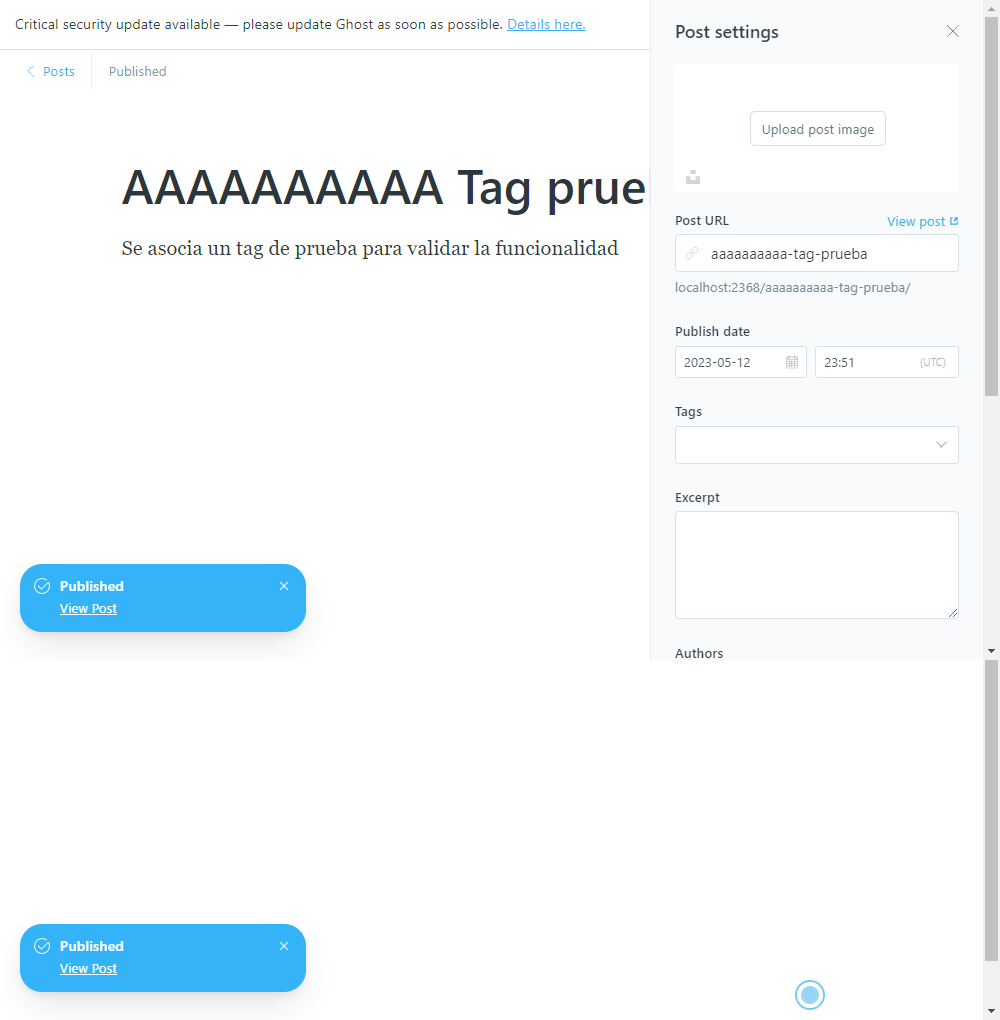 Critical security update available — please update Ghost as soon as possible. Details here.
Posts
Published
AAAAAAAAAA Tag prue
Se asocia un tag de prueba para validar la funcionalidad
Post settings
Upload post image
Post URL
View post
aaaaaaaaaa-tag-prueba
localhost:2368/aaaaaaaaaa-tag-prueba/
Publish date
2023-05-12
23:51
(UTC)
Tags
Excerpt
Authors
Published
View Post
Published
View Post